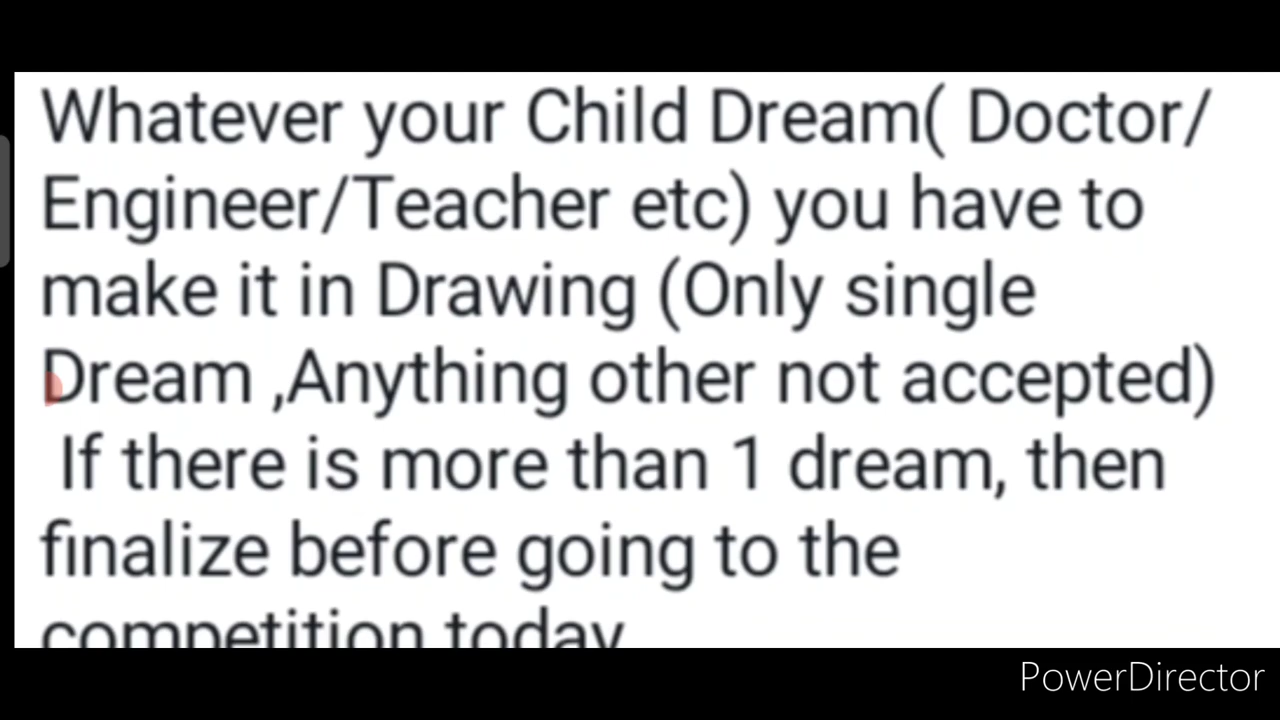 Whatever your Child Dream( Doctor/
Engineer/Teacher etc) you have to
make it in Drawing (Only single
Dream ,Anything other not accepted)
If there is more than 1 dream, then
finalize before going to the
competition today
PowerDirector